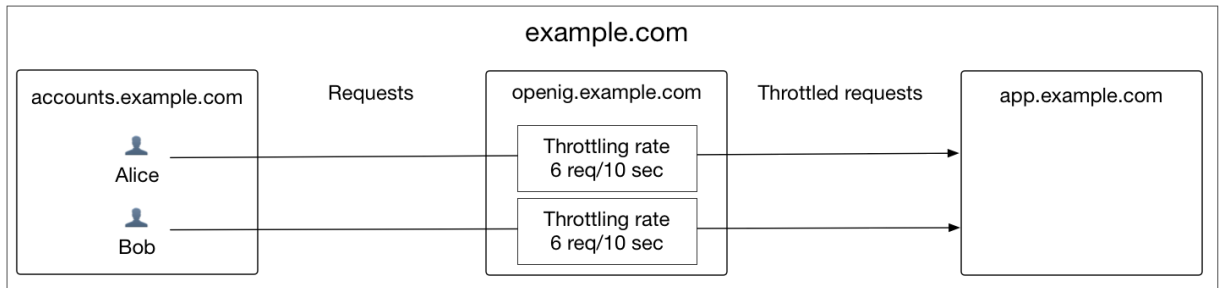 example.com
accounts.example.com
Requests
openig.example.com
Throttled requests
app.example.com
Alice
Throttling rate
6 req/10 sec
Bob
Throttling rate
6 req/10 sec